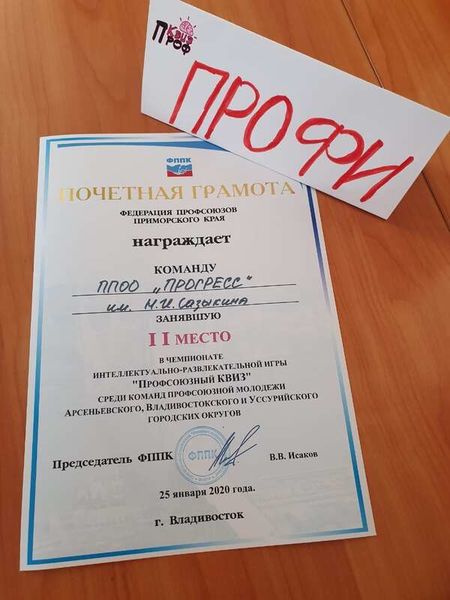 Проф
КВИЗ
ПРОФИ
ФППК
ПОЧЕТНАЯ ГРАМОТА
ФЕДЕРАЦИЯ ПРОФСОЮЗОВ
ПРИМОРСКОГО КРАЯ
награждает
КОМАНДУ
ППОО „ПРОГРЕСС“
им. Н.И. Сазыкина
ЗАНЯВШУЮ
II МЕСТО
В ЧЕМПИОНАТЕ
ИНТЕЛЛЕКТУАЛЬНО-РАЗВЛЕКАТЕЛЬНОЙ ИГРЫ
"ПРОФСОЮЗНЫЙ КВИЗ"
СРЕДИ КОМАНД ПРОФСОЮЗНОЙ МОЛОДЕЖИ
АРСЕНЬЕВСКОГО, ВЛАДИВОСТОКСКОГО И УССУРИЙСКОГО
ГОРОДСКИХ ОКРУГОВ
Председатель ФППК
ФППК
В.В. Исаков
25 января 2020 года.
г. Владивосток